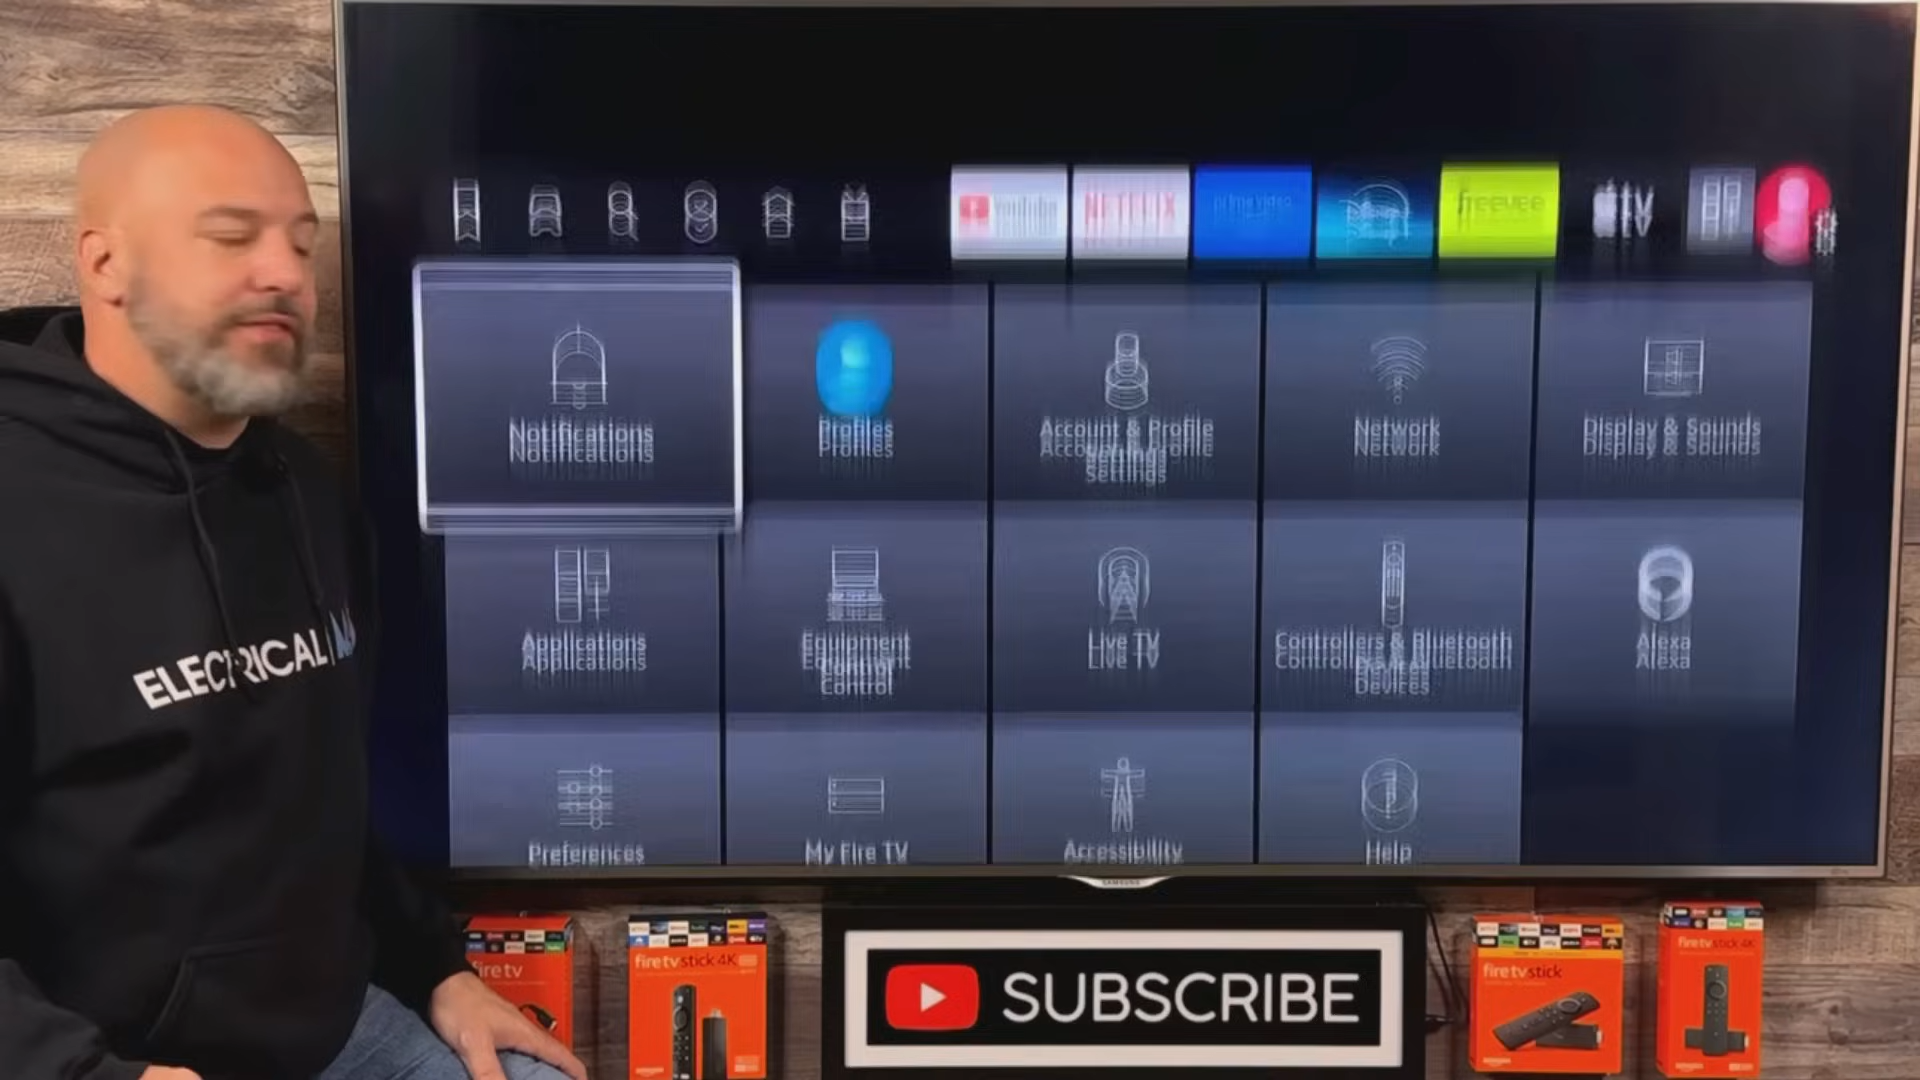 YouTube
NETFLIX
prime video
freevee
tv
Notifications
Profiles
Account & Profile
Settings
Network
Display & Sounds
Applications
Equipment
Control
Live TV
Controllers & Bluetooth
Devices
Alexa
Preferences
My Fire TV
Accessibility
Help
SAMSUNG
ELECTRICAL
fire tv
fire tv stick 4K
SUBSCRIBE
fire tv stick
fire tv stick 4K